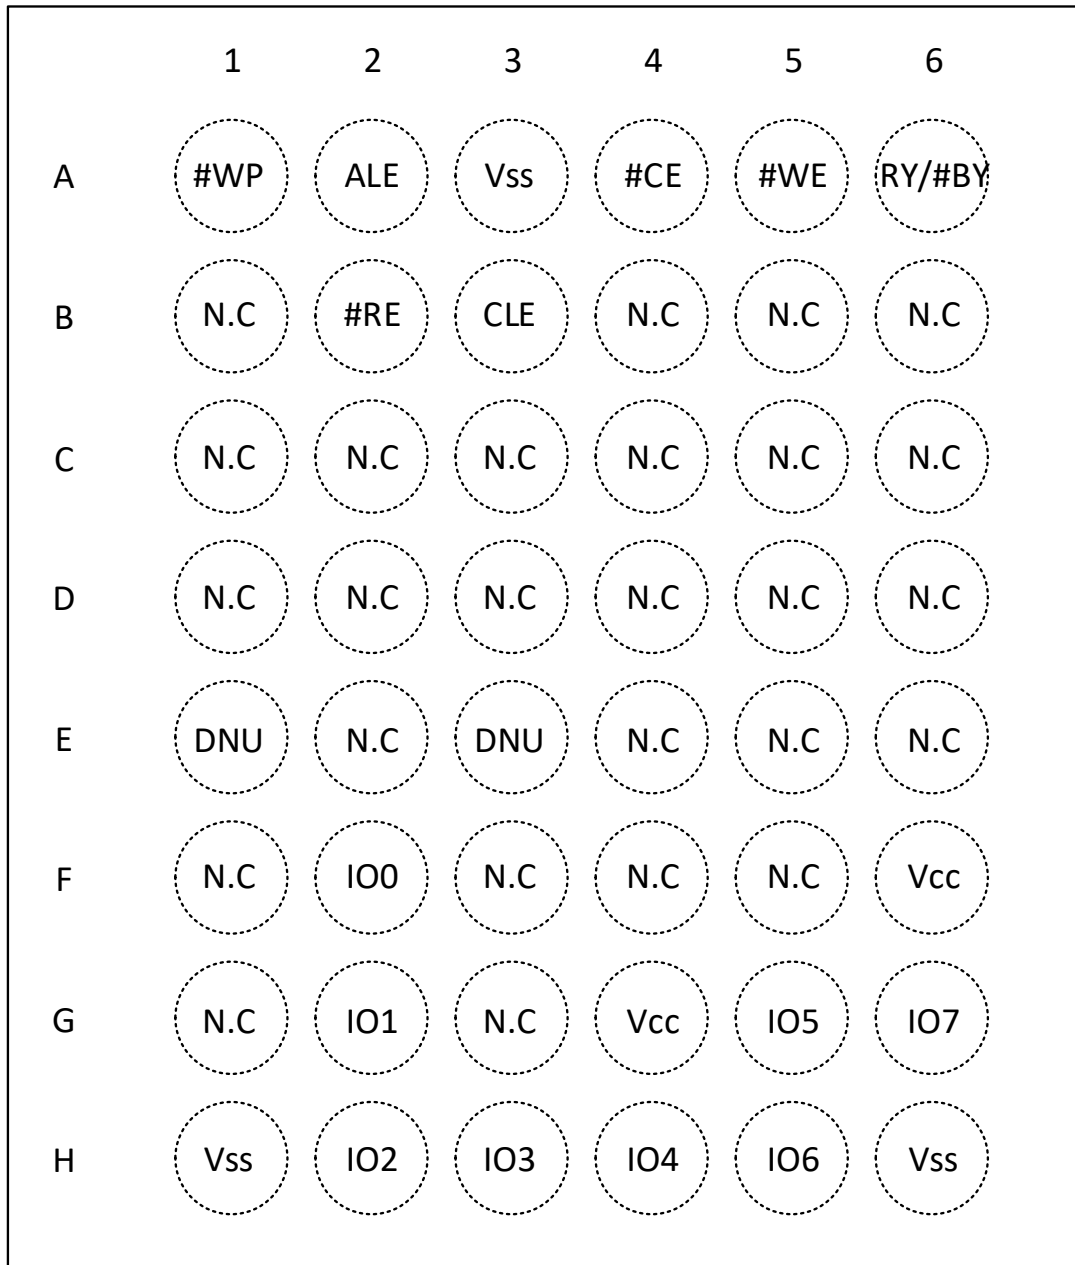 1 2 3 4 5 6
A #WP ALE Vss #CE #WE RY/#BY
B N.C #RE CLE N.C N.C N.C
C N.C N.C N.C N.C N.C N.C
D N.C N.C N.C N.C N.C N.C
E DNU N.C DNU N.C N.C N.C
F N.C IO0 N.C N.C N.C Vcc
G N.C IO1 N.C Vcc IO5 IO7
H Vss IO2 IO3 IO4 IO6 Vss